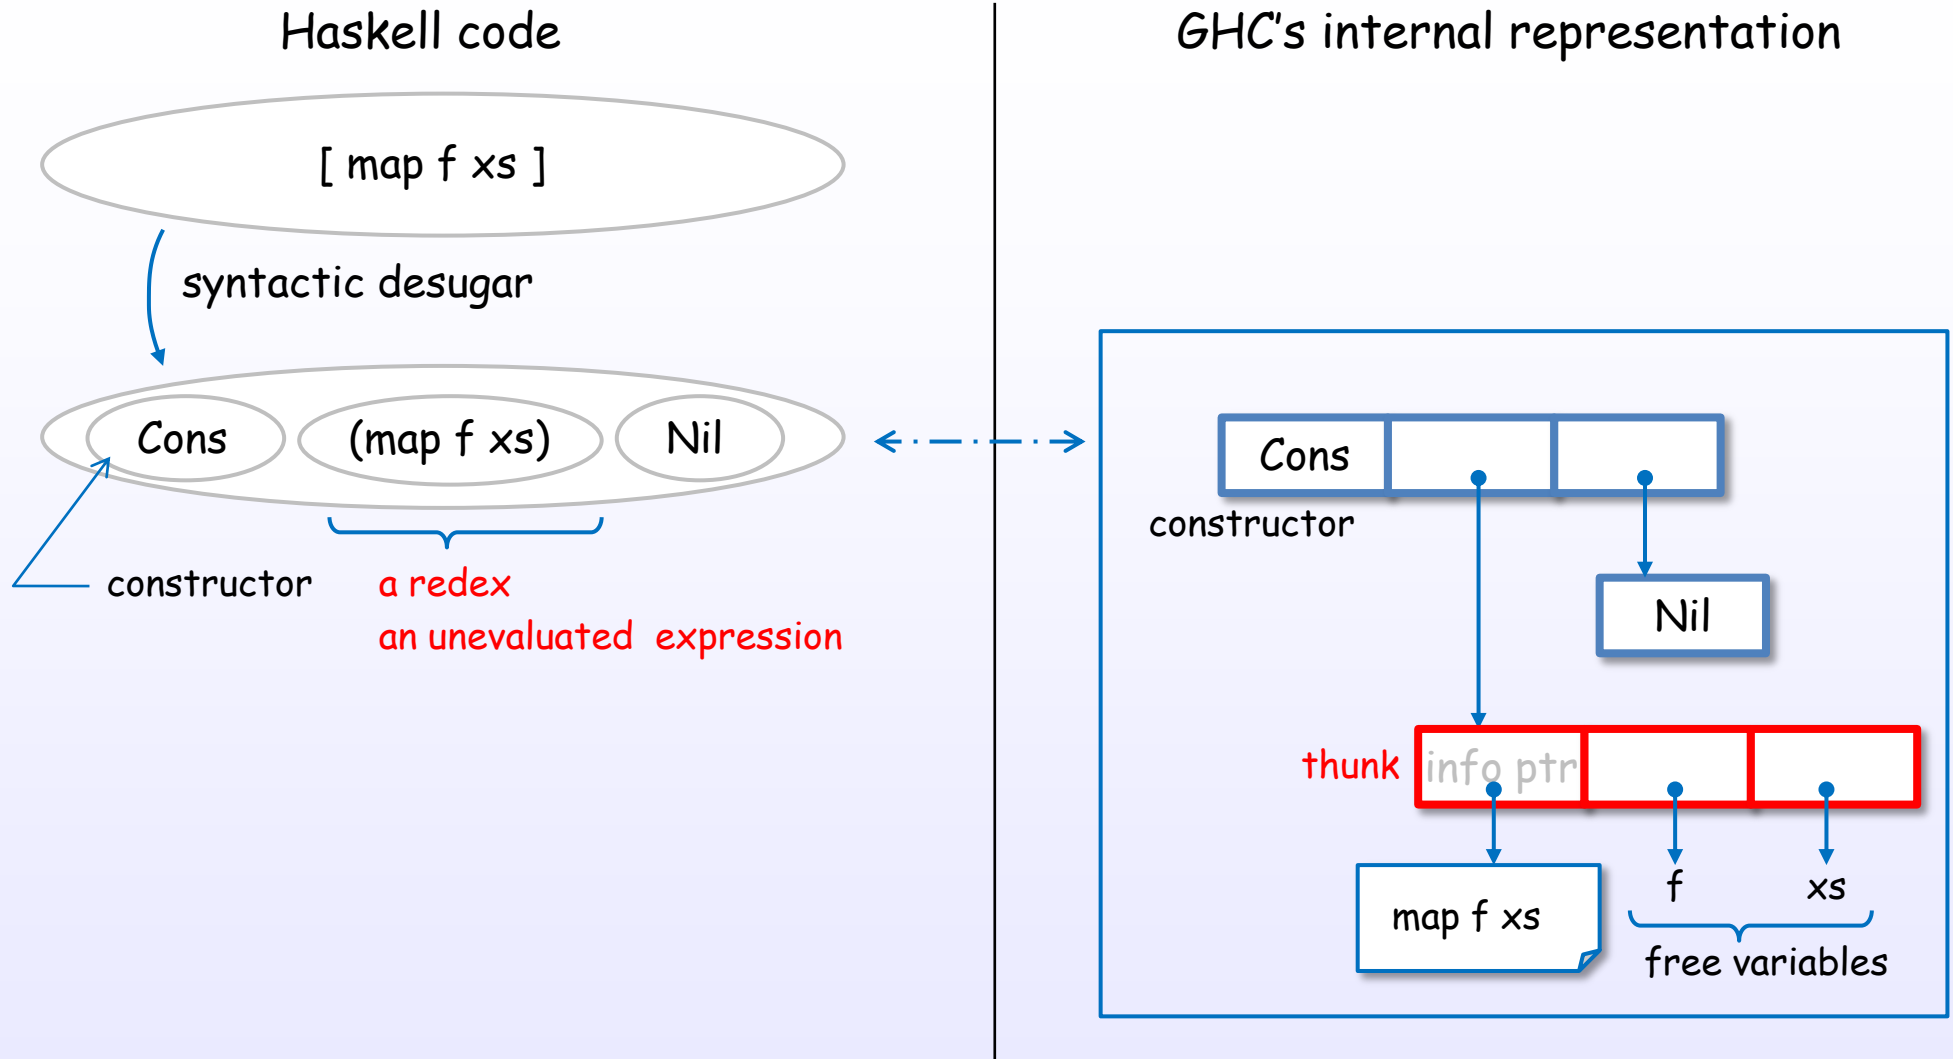 Haskell code
[ map f xs ]
syntactic desugar
Cons (map f xs) Nil
constructor
a redex
an unevaluated expression
GHC's internal representation
Cons
constructor
Nil
thunk info ptr
map f xs
f xs
free variables